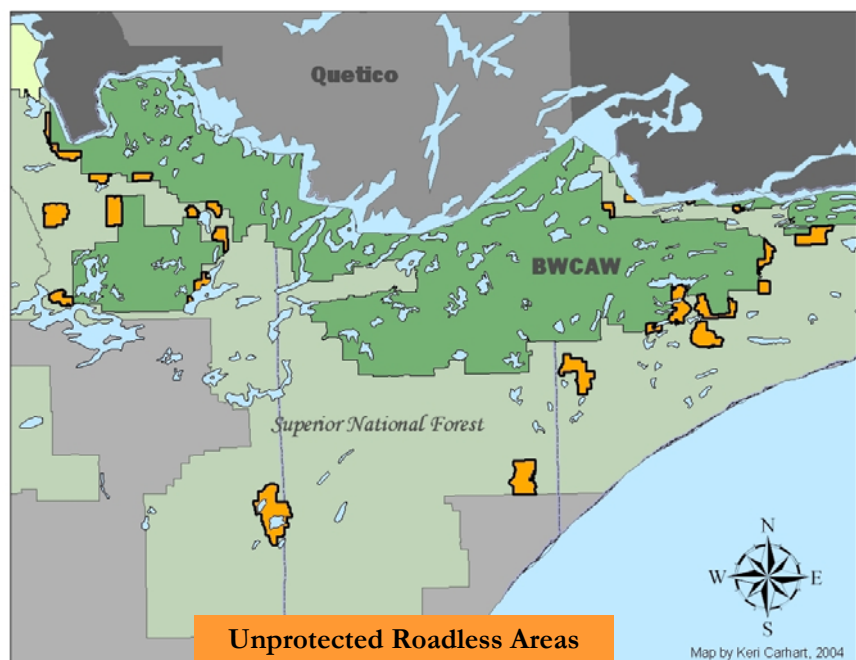 Quetico
BWCAW
Superior National Forest
N
W E
S
Unprotected Roadless Areas
Map by Keri Carhart, 2004